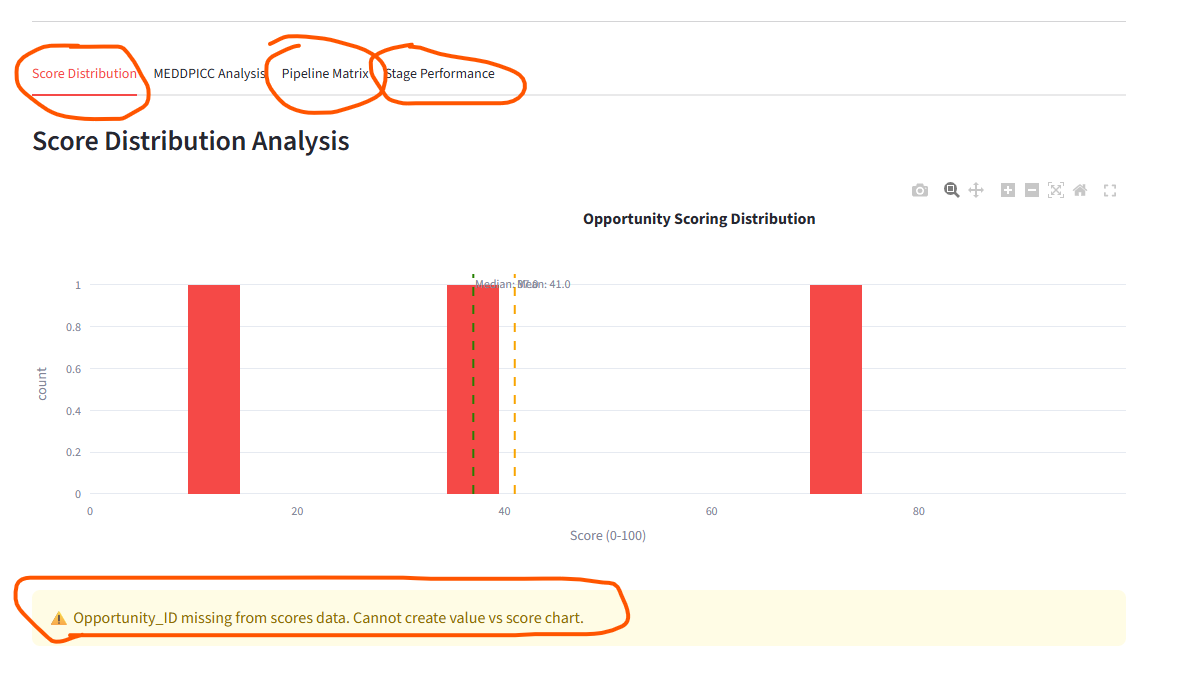 Score Distribution MEDDPICC Analysis Pipeline Matrix Stage Performance
Score Distribution Analysis
Opportunity Scoring Distribution
Median: 37.0
Mean: 41.0
1
0.8
0.6
0.4
0.2
0
count
0 20 40 60 80
Score (0-100)
Opportunity_ID missing from scores data. Cannot create value vs score chart.